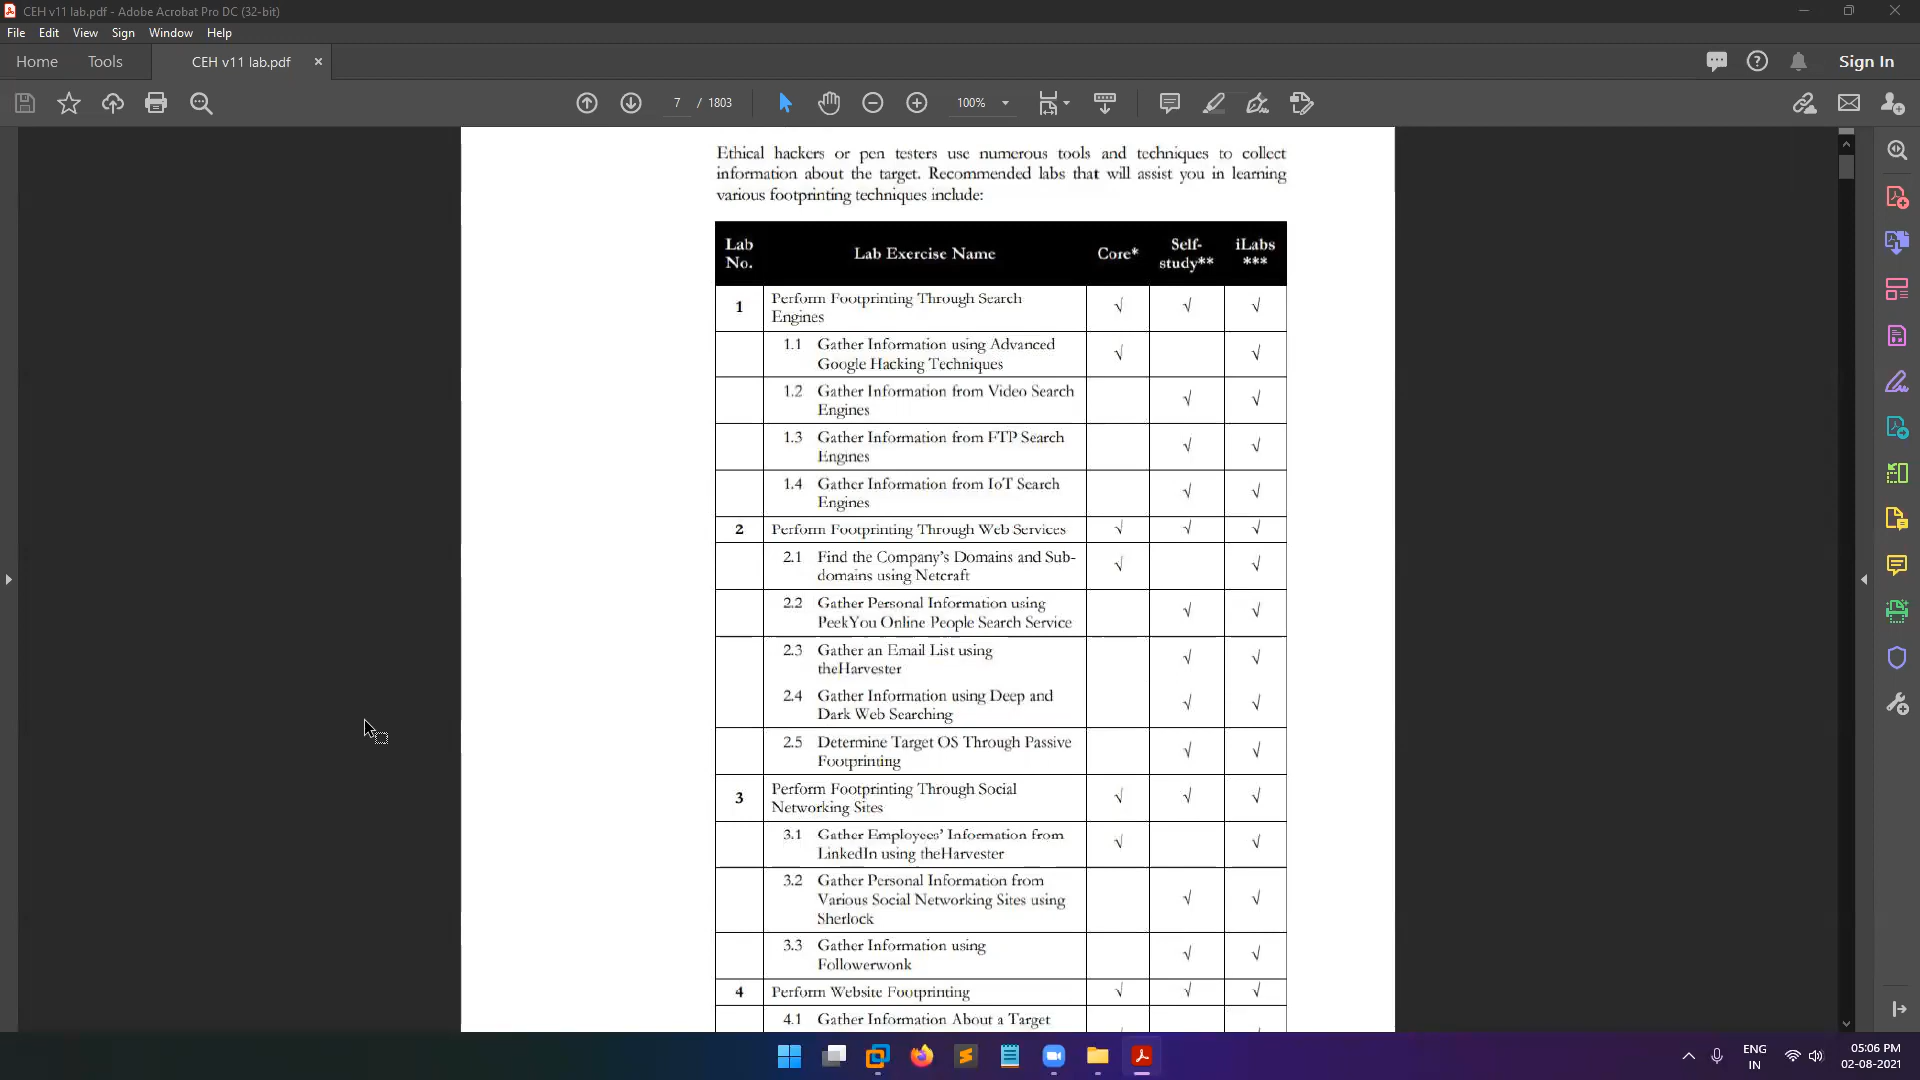 CEH v11 lab.pdf - Adobe Acrobat Pro DC (32-bit)
File Edit View Sign Window Help
Home Tools CEH v11 lab.pdf × Sign In
7 / 1803 100%
Ethical hackers or pen testers use numerous tools and techniques to collect
information about the target. Recommended labs that will assist you in learning
various footprinting techniques include:
Lab No. Lab Exercise Name Core* Self-study** iLabs ***
1 Perform Footprinting Through Search √ √ √
Engines
1.1 Gather Information using Advanced √ √
Google Hacking Techniques
1.2 Gather Information from Video Search √ √
Engines
1.3 Gather Information from FTP Search √ √
Engines
1.4 Gather Information from IoT Search √ √
Engines
2 Perform Footprinting Through Web Services √ √ √
2.1 Find the Company's Domains and Sub- √ √
domains using Netcraft
2.2 Gather Personal Information using √ √
PeekYou Online People Search Service
2.3 Gather an Email List using √ √
theHarvester
2.4 Gather Information using Deep and √ √
Dark Web Searching
2.5 Determine Target OS Through Passive √ √
Footprinting
3 Perform Footprinting Through Social √ √ √
Networking Sites
3.1 Gather Employees' Information from √ √
LinkedIn using theHarvester
3.2 Gather Personal Information from √ √
Various Social Networking Sites using
Sherlock
3.3 Gather Information using √ √
Followerwonk
4 Perform Website Footprinting √ √ √
4.1 Gather Information About a Target
ENG
IN
05:06 PM
02-08-2021